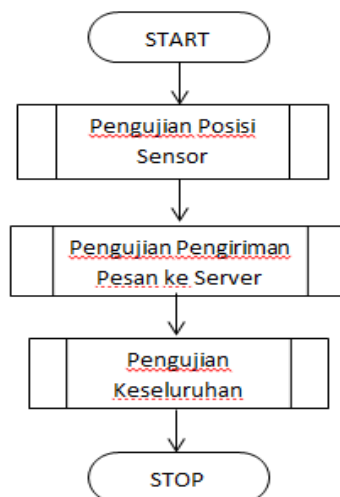 START
Pengujian Posisi
Sensor
Pengujian Pengiriman
Pesan ke Server
Pengujian
Keseluruhan
STOP